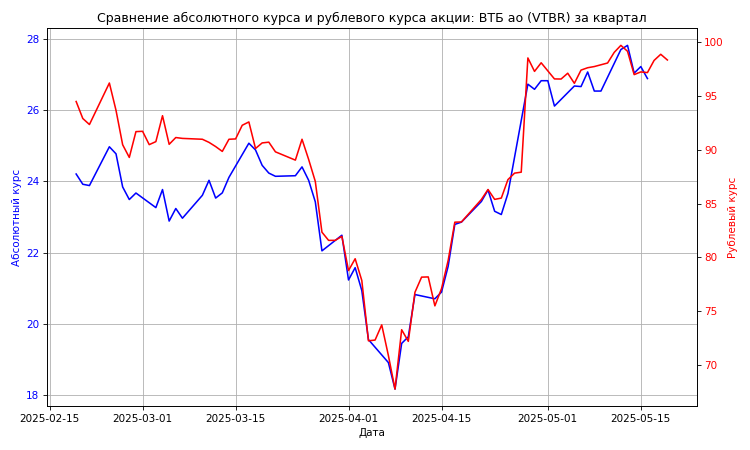 Сравнение абсолютного курса и рублевого курса акции: ВТБ ао (VTBR) за квартал
28
26
24
22
20
18
Абсолютный курс
100
95
90
85
80
75
70
Рублевый курс
2025-02-15 2025-03-01 2025-03-15 2025-04-01 2025-04-15 2025-05-01 2025-05-15
Дата